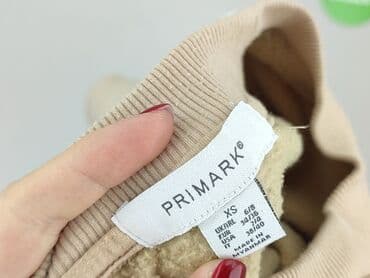 PRIMARK®
XS
UK/IRL 6/8
EUR 34/36
USA 2/4
IT 38/40
MADE IN
MYANMAR